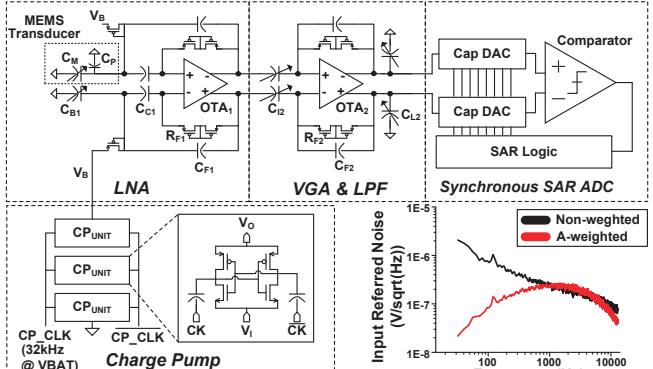 MEMS
Transducer
V_B
C_M
C_P
C_B1
C_C1
+ -
- +
OTA_1
R_F1
C_F1
V_B
LNA
C_I2
+ -
- +
OTA_2
C_L2
R_F2
C_F2
VGA & LPF
Cap DAC
Cap DAC
Comparator
+
−
SAR Logic
Synchronous SAR ADC
CP_UNIT
CP_UNIT
CP_UNIT
CP_CLK
(32kHz
@ VBAT)
CP_CLK
V_O
CK
V_I
CK
Charge Pump
Input Referred Noise
(V/sqrt(Hz))
1E-5
1E-6
1E-7
1E-8
Non-weghted
A-weighted
100
1000
10000